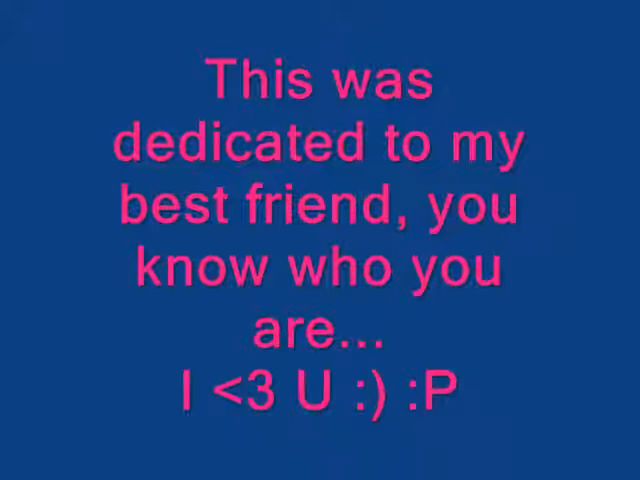 This was
dedicated to my
best friend, you
know who you
are...
I <3 U :) :P